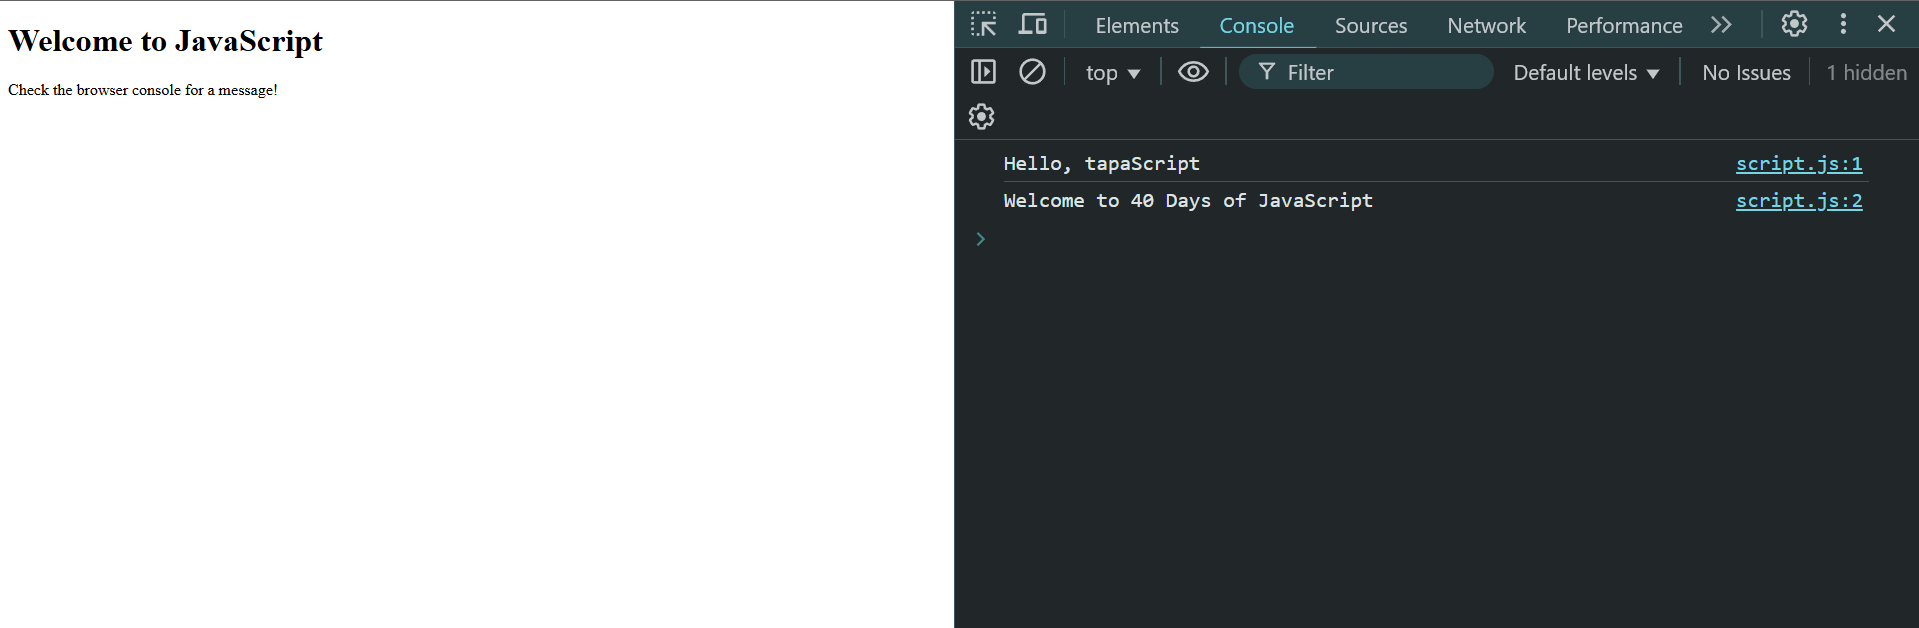 Welcome to JavaScript
Check the browser console for a message!
Elements Console Sources Network Performance
top Filter Default levels No Issues 1 hidden
Hello, tapaScript script.js:1
Welcome to 40 Days of JavaScript script.js:2